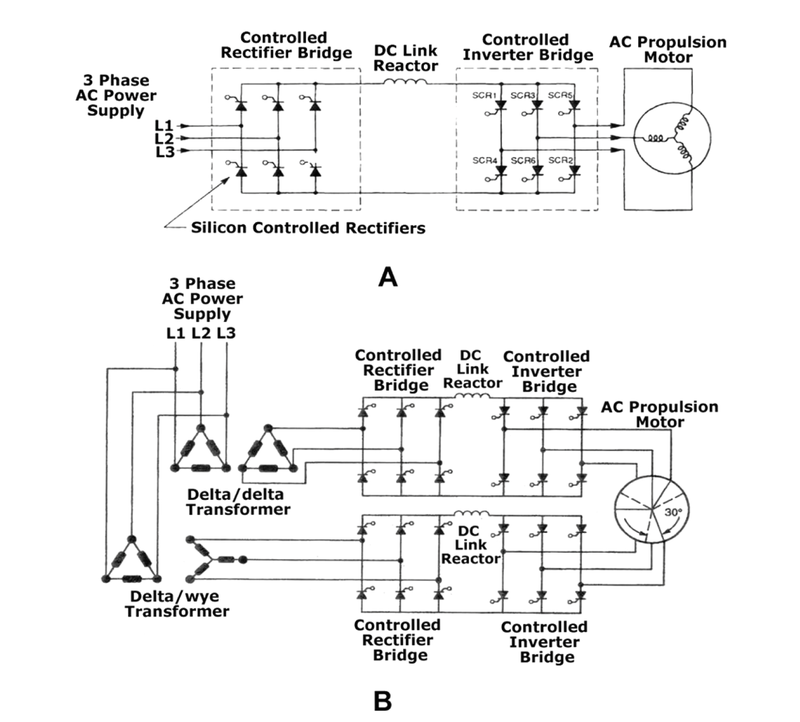 Controlled
Rectifier Bridge
DC Link
Reactor
Controlled
Inverter Bridge
AC Propulsion
Motor
3 Phase
AC Power
Supply
L1
L2
L3
SCR1 SCR3 SCR5
SCR4 SCR6 SCR2
Silicon Controlled Rectifiers
A
3 Phase
AC Power
Supply
L1 L2 L3
Controlled
Rectifier
Bridge
DC
Link
Reactor
Controlled
Inverter
Bridge
AC Propulsion
Motor
30°
Delta/delta
Transformer
DC
Link
Reactor
Delta/wye
Transformer
Controlled
Rectifier
Bridge
Controlled
Inverter
Bridge
B